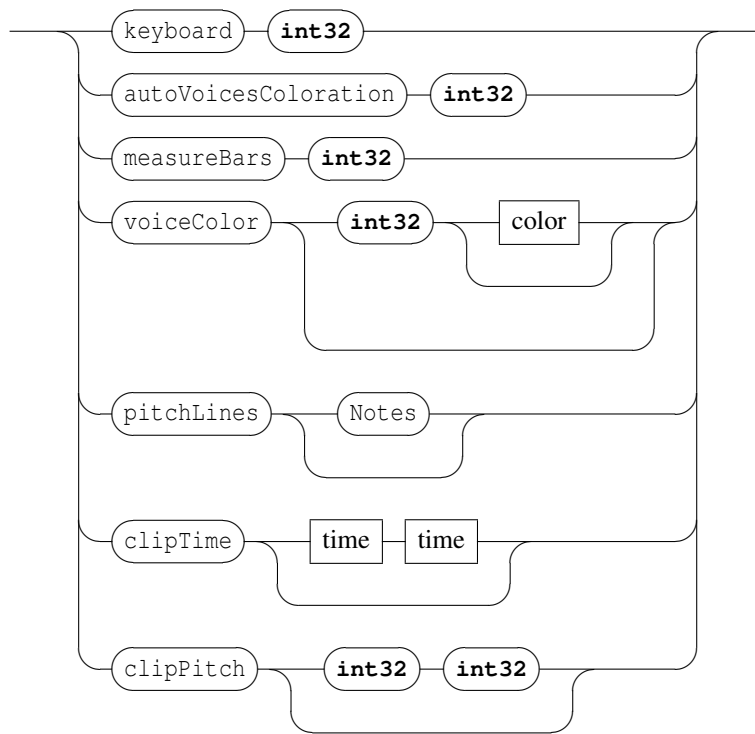 keyboard int32
autoVoicesColoration int32
measureBars int32
voiceColor int32 color
pitchLines Notes
clipTime time time
clipPitch int32 int32